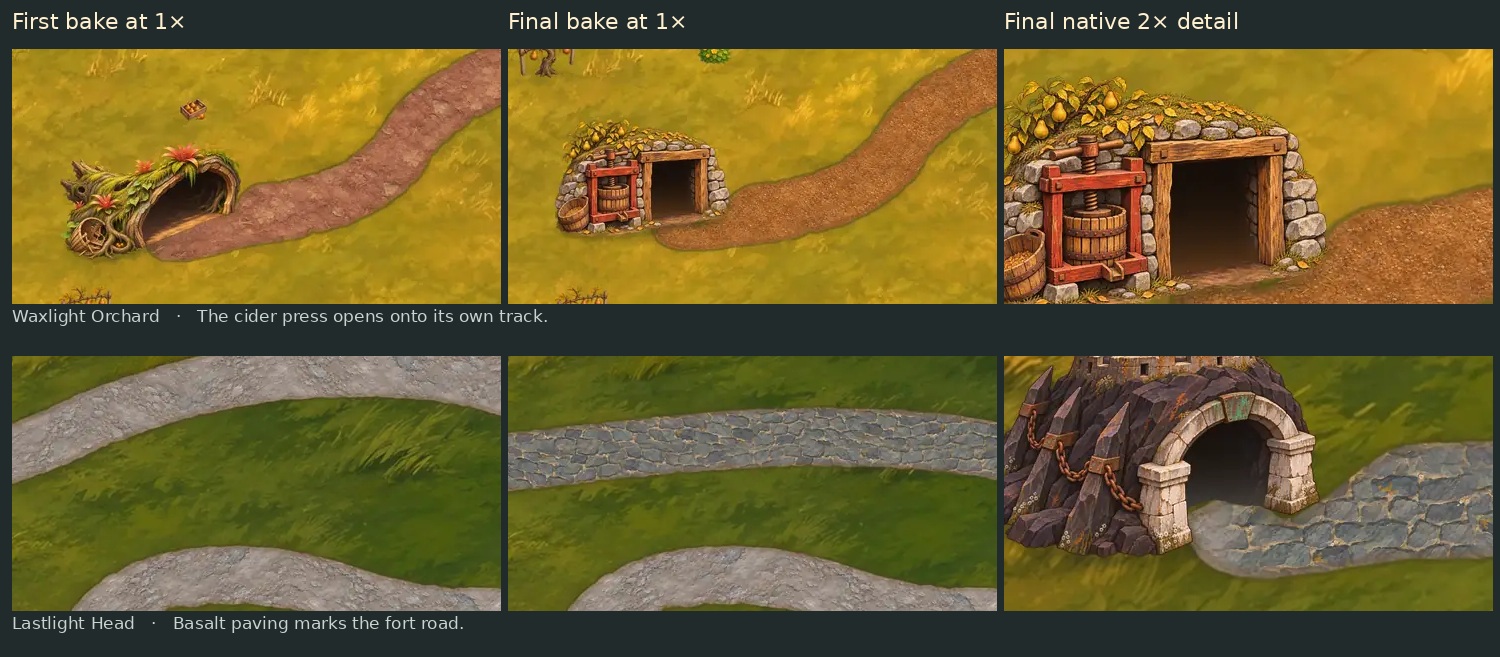 First bake at 1×
Final bake at 1×
Final native 2× detail
Waxlight Orchard · The cider press opens onto its own track.
Lastlight Head · Basalt paving marks the fort road.